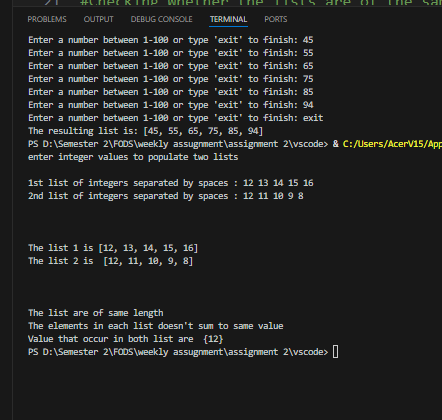 21 #Checking whether the lists are of the sam
PROBLEMS OUTPUT DEBUG CONSOLE TERMINAL PORTS
Enter a number between 1-100 or type 'exit' to finish: 45
Enter a number between 1-100 or type 'exit' to finish: 55
Enter a number between 1-100 or type 'exit' to finish: 65
Enter a number between 1-100 or type 'exit' to finish: 75
Enter a number between 1-100 or type 'exit' to finish: 85
Enter a number between 1-100 or type 'exit' to finish: 94
Enter a number between 1-100 or type 'exit' to finish: exit
The resulting list is: [45, 55, 65, 75, 85, 94]
PS D:\Semester 2\FODS\weekly assugnment\assignment 2\vscode> & C:/Users/AcerV15/App
enter integer values to populate two lists
1st list of integers separated by spaces : 12 13 14 15 16
2nd list of integers separated by spaces : 12 11 10 9 8
The list 1 is [12, 13, 14, 15, 16]
The list 2 is  [12, 11, 10, 9, 8]
The list are of same length
The elements in each list doesn't sum to same value
Value that occur in both list are  {12}
PS D:\Semester 2\FODS\weekly assugnment\assignment 2\vscode>